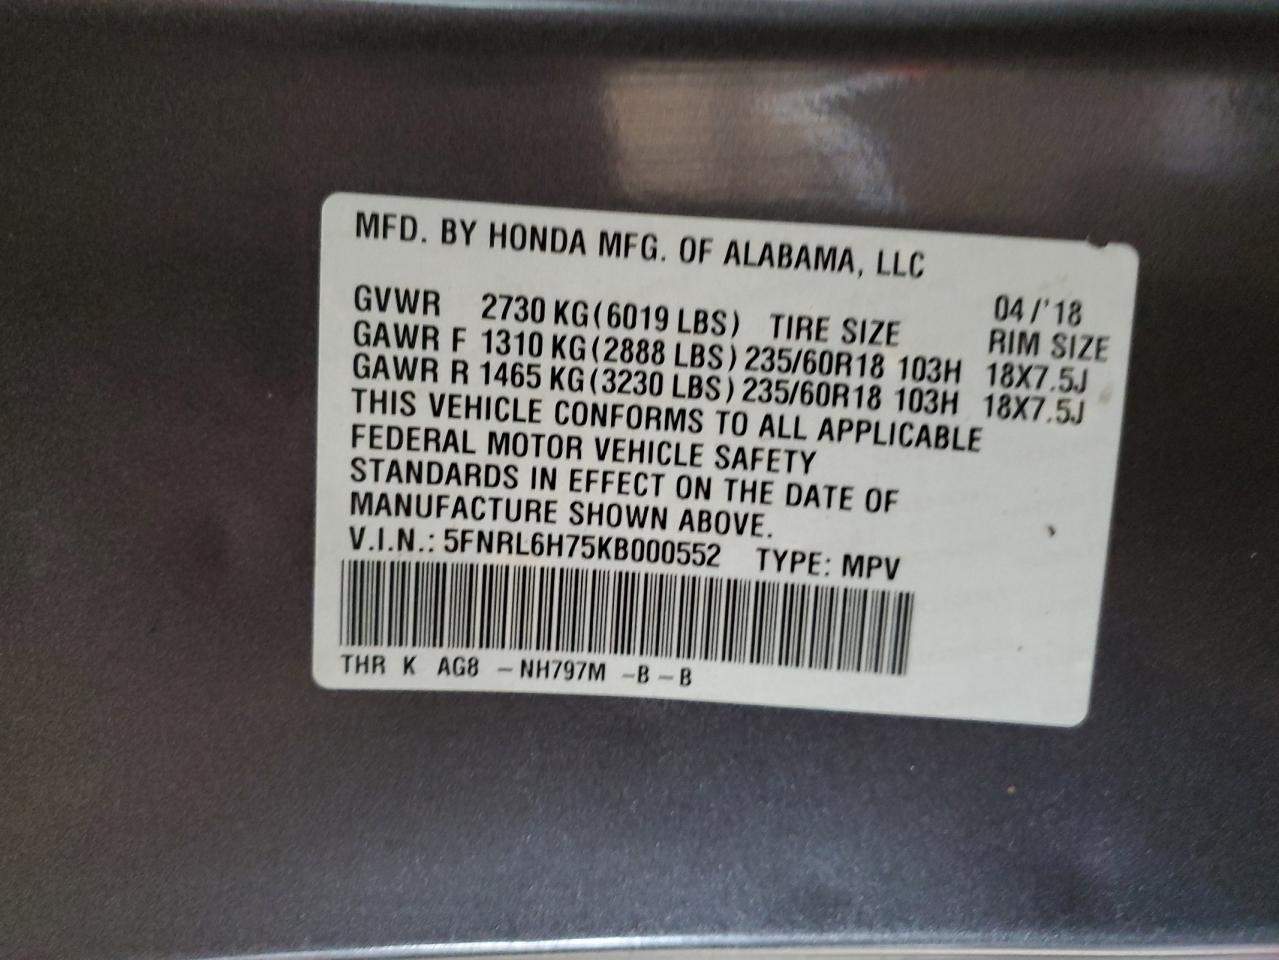 MFD. BY HONDA MFG. OF ALABAMA, LLC
04/'18
GVWR 2730 KG(6019 LBS) TIRE SIZE RIM SIZE
GAWR F 1310 KG(2888 LBS) 235/60R18 103H 18X7.5J
GAWR R 1465 KG(3230 LBS) 235/60R18 103H 18X7.5J
THIS VEHICLE CONFORMS TO ALL APPLICABLE
FEDERAL MOTOR VEHICLE SAFETY
STANDARDS IN EFFECT ON THE DATE OF
MANUFACTURE SHOWN ABOVE.
V.I.N.: 5FNRL6H75KB000552 TYPE: MPV
THR K AG8 -NH797M -B-B